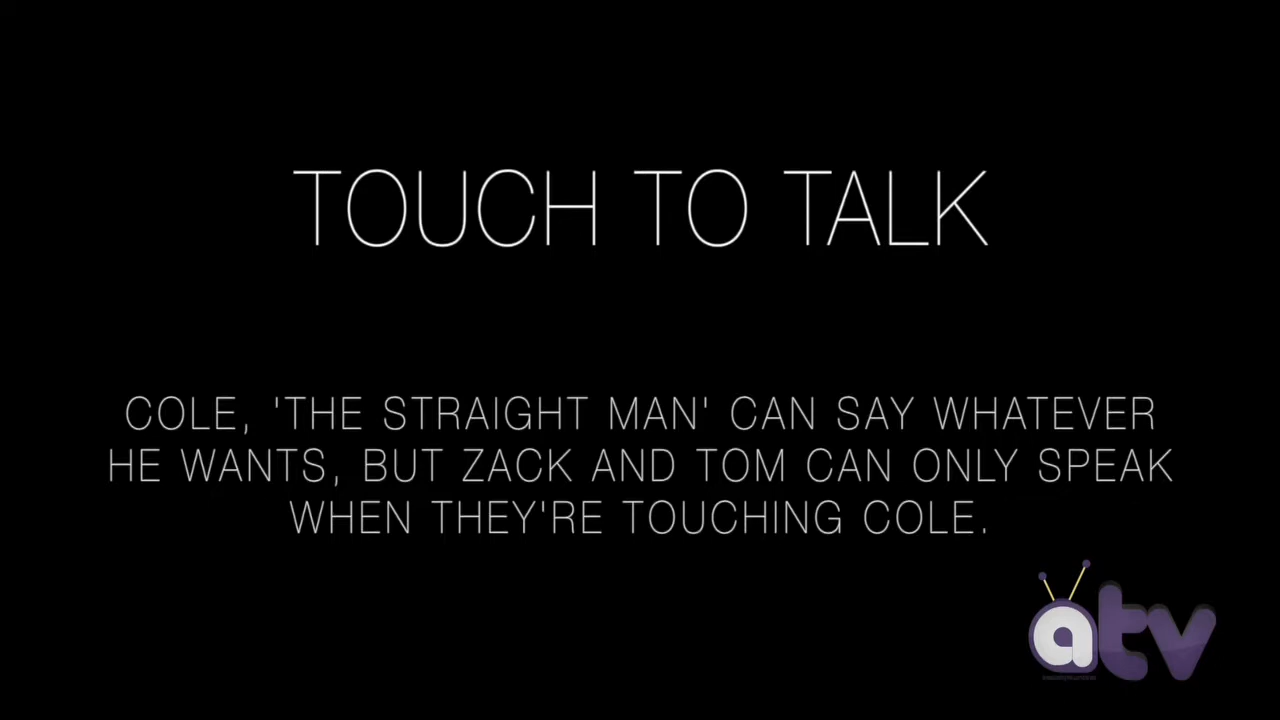 TOUCH TO TALK
COLE, 'THE STRAIGHT MAN' CAN SAY WHATEVER
HE WANTS, BUT ZACK AND TOM CAN ONLY SPEAK
WHEN THEY'RE TOUCHING COLE.
atv